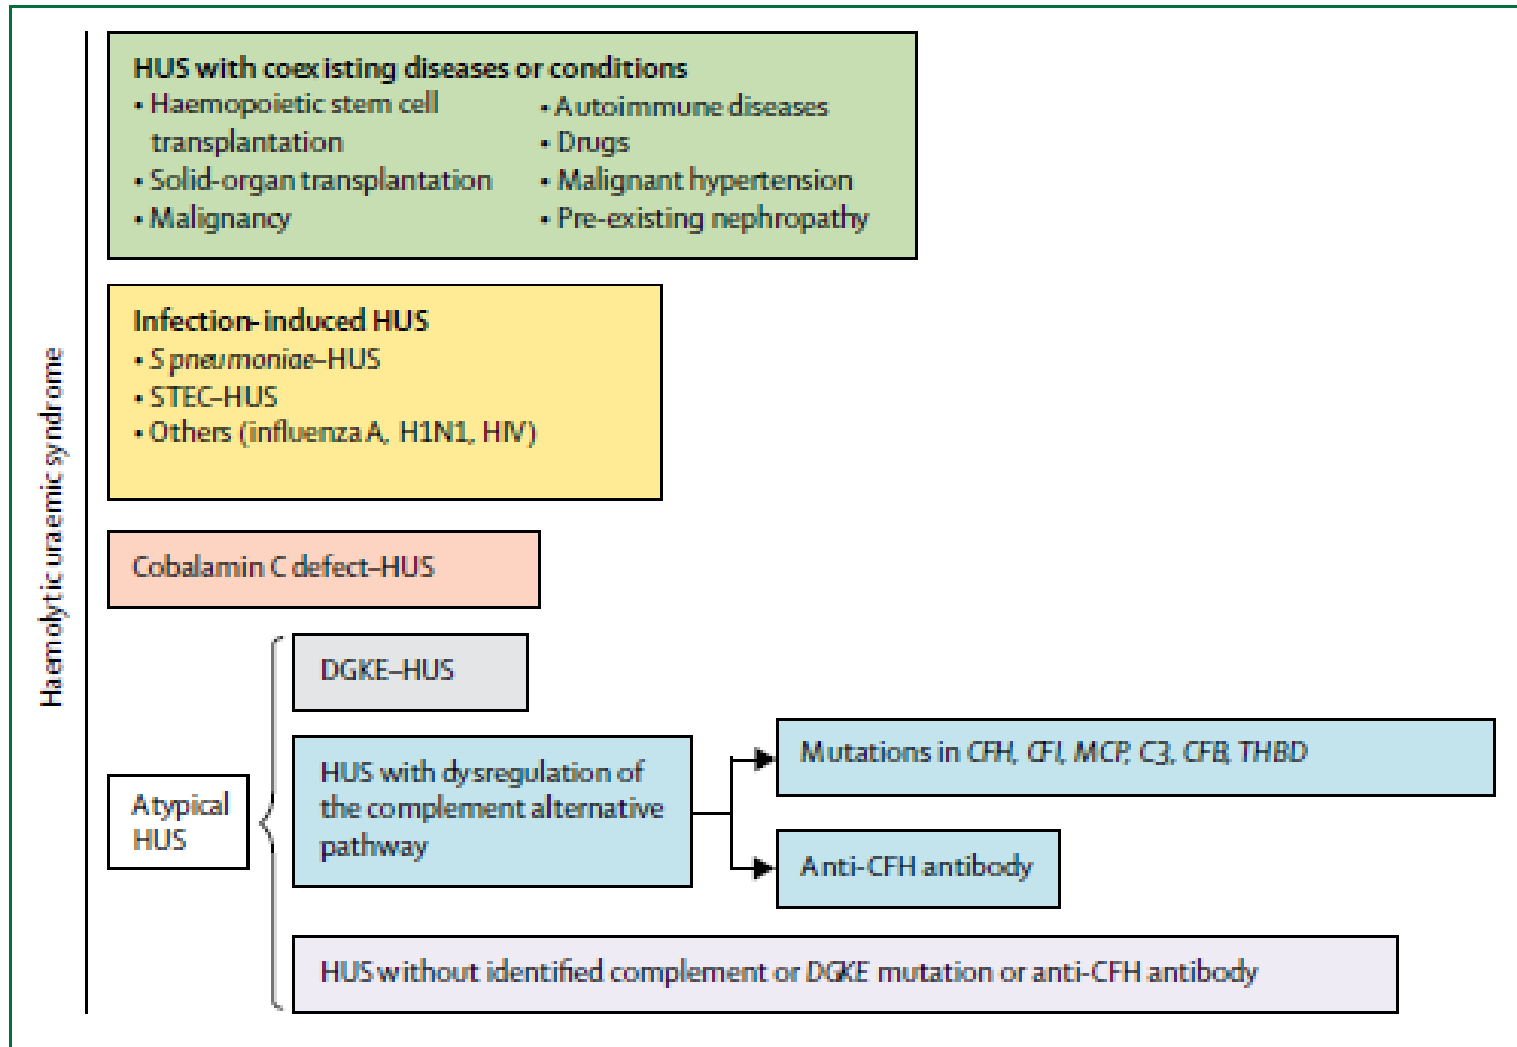 Haemolytic uraemic syndrome
HUS with coexisting diseases or conditions
• Haemopoietic stem cell
transplantation
• Solid-organ transplantation
• Malignancy
• Autoimmune diseases
• Drugs
• Malignant hypertension
• Pre-existing nephropathy
Infection-induced HUS
• S pneumoniae–HUS
• STEC–HUS
• Others (influenza A, H1N1, HIV)
Cobalamin C defect–HUS
Atypical
HUS
DGKE–HUS
HUS with dysregulation of
the complement alternative
pathway
Mutations in CFH, CFI, MCP, C3, CFB, THBD
Anti-CFH antibody
HUS without identified complement or DGKE mutation or anti-CFH antibody